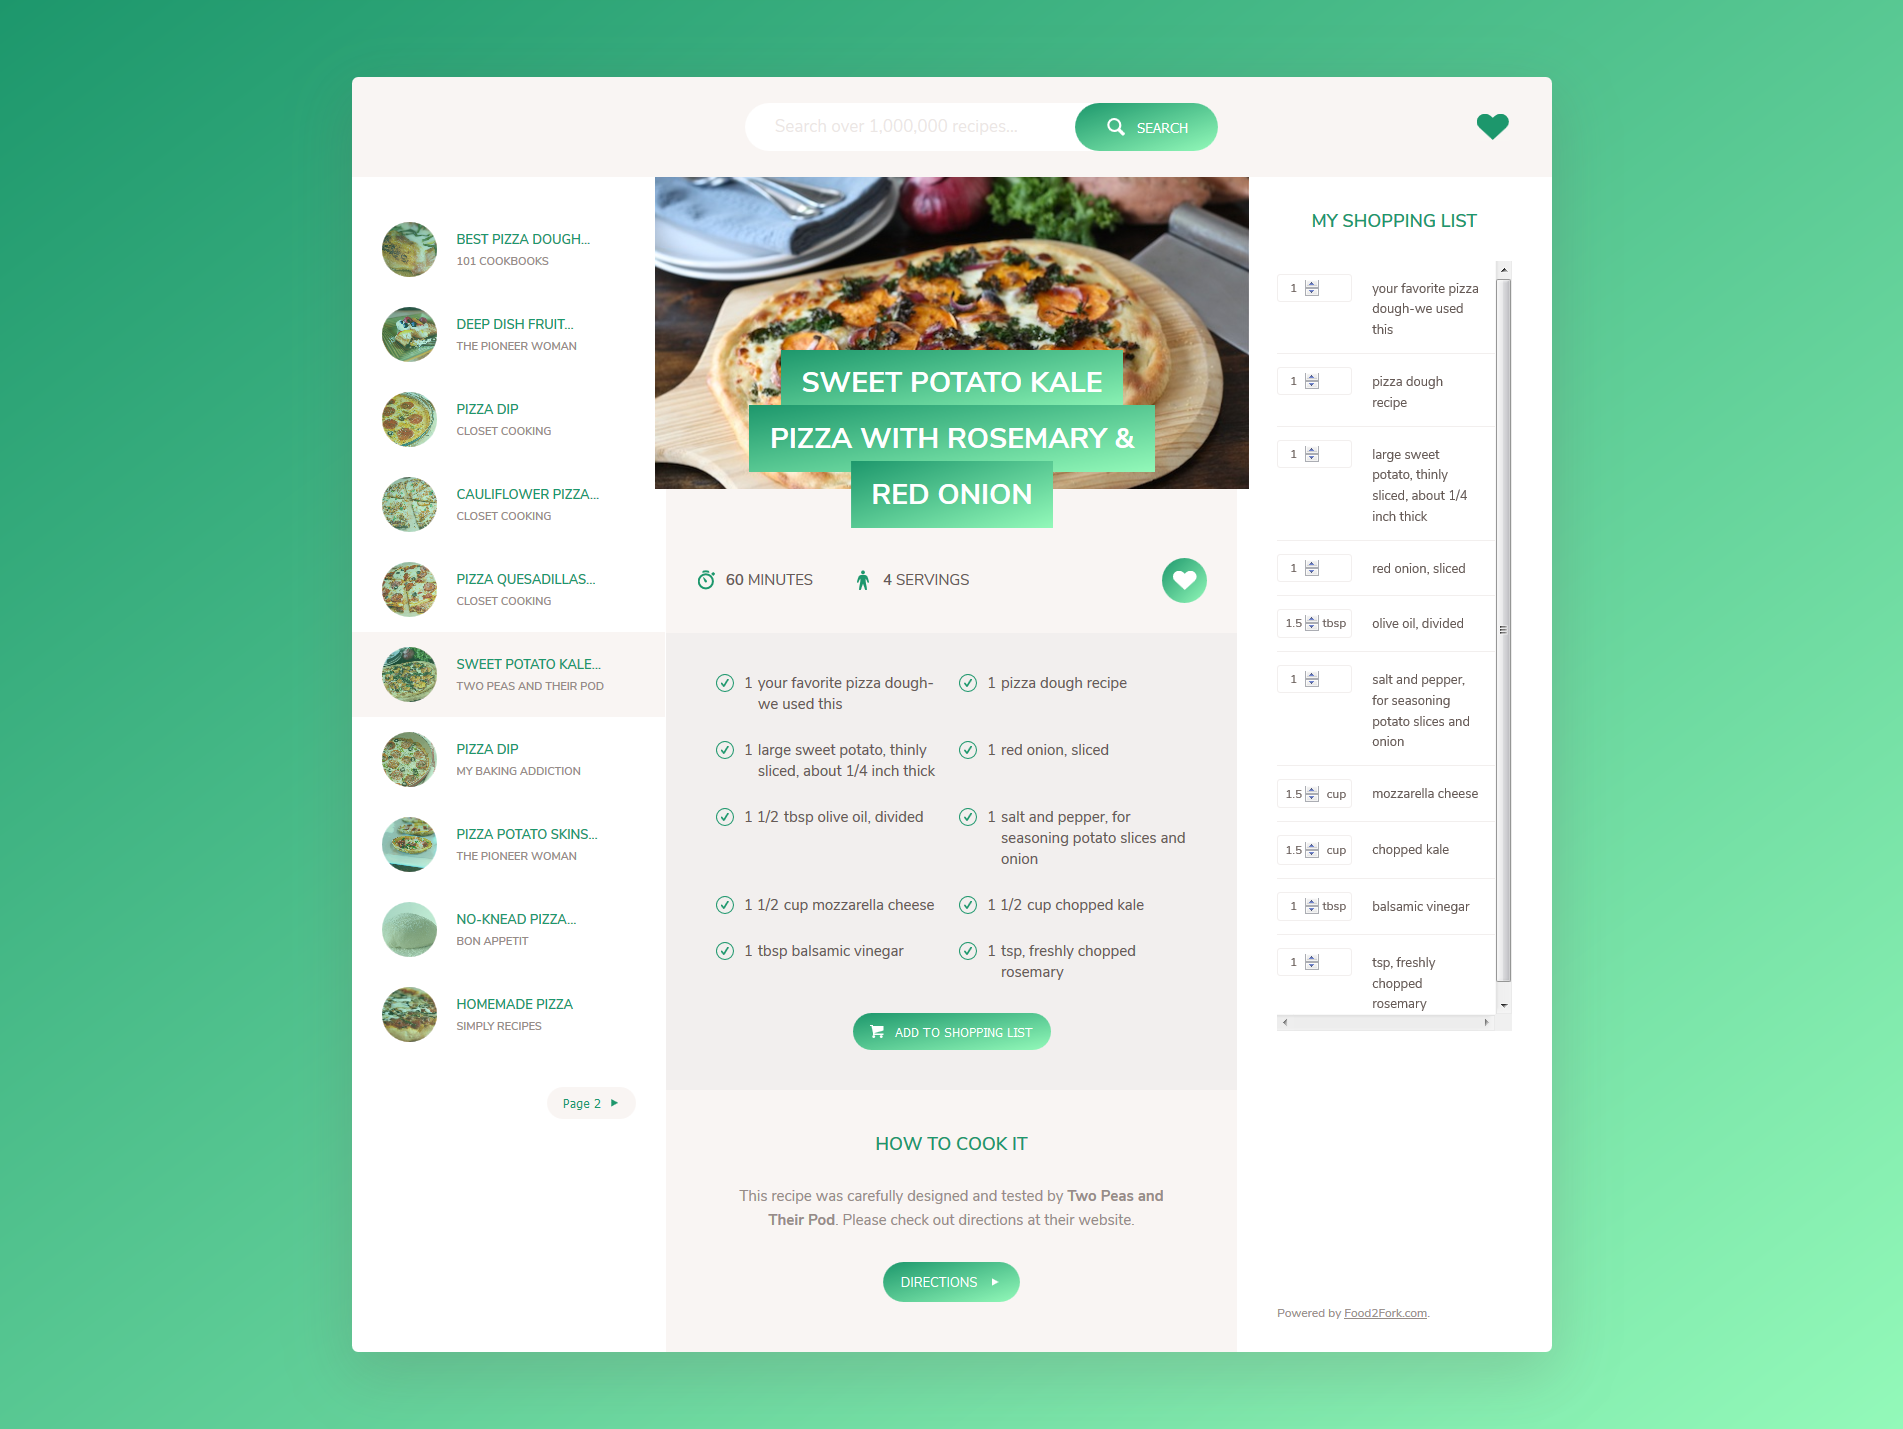 Search over 1,000,000 recipes...
SEARCH
BEST PIZZA DOUGH...
101 COOKBOOKS
DEEP DISH FRUIT...
THE PIONEER WOMAN
PIZZA DIP
CLOSET COOKING
CAULIFLOWER PIZZA...
CLOSET COOKING
PIZZA QUESADILLAS...
CLOSET COOKING
SWEET POTATO KALE...
TWO PEAS AND THEIR POD
PIZZA DIP
MY BAKING ADDICTION
PIZZA POTATO SKINS...
THE PIONEER WOMAN
NO-KNEAD PIZZA...
BON APPETIT
HOMEMADE PIZZA
SIMPLY RECIPES
Page 2
SWEET POTATO KALE
PIZZA WITH ROSEMARY &
RED ONION
60 MINUTES
4 SERVINGS
1 your favorite pizza dough-
we used this
1 pizza dough recipe
1 large sweet potato, thinly
sliced, about 1/4 inch thick
1 red onion, sliced
1 1/2 tbsp olive oil, divided
1 salt and pepper, for
seasoning potato slices and
onion
1 1/2 cup mozzarella cheese
1 1/2 cup chopped kale
1 tbsp balsamic vinegar
1 tsp, freshly chopped
rosemary
ADD TO SHOPPING LIST
HOW TO COOK IT
This recipe was carefully designed and tested by Two Peas and
Their Pod. Please check out directions at their website.
DIRECTIONS
MY SHOPPING LIST
1 your favorite pizza
dough-we used
this
1 pizza dough
recipe
1 large sweet
potato, thinly
sliced, about 1/4
inch thick
1 red onion, sliced
1.5 tbsp olive oil, divided
1 salt and pepper,
for seasoning
potato slices and
onion
1.5 cup mozzarella cheese
1.5 cup chopped kale
1 tbsp balsamic vinegar
1 tsp, freshly
chopped
rosemary
Powered by Food2Fork.com.